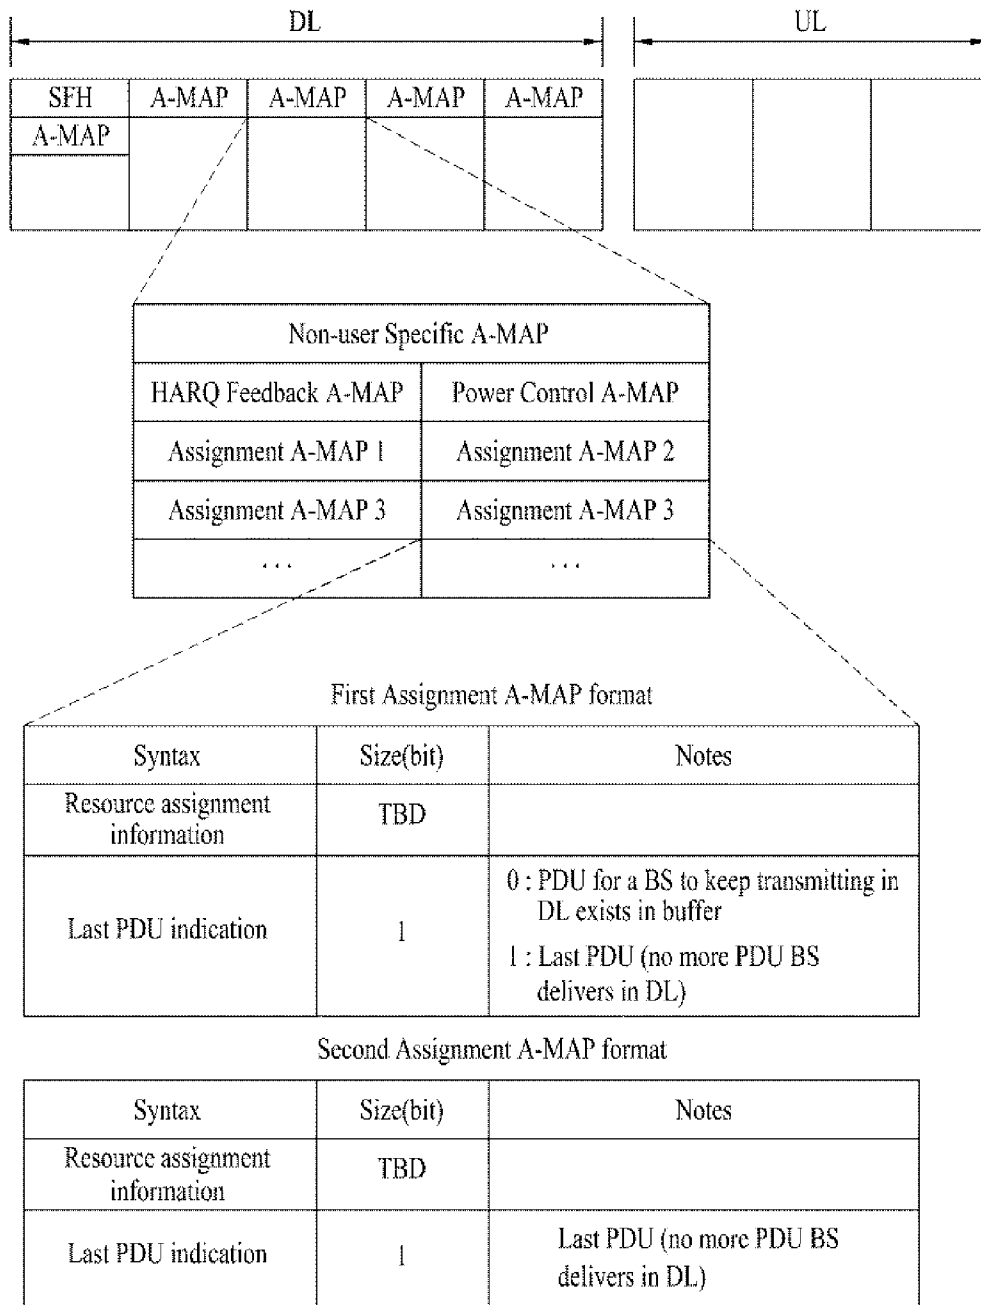 DL UL
SFH A-MAP A-MAP A-MAP A-MAP
A-MAP
Non-user Specific A-MAP
HARQ Feedback A-MAP Power Control A-MAP
Assignment A-MAP 1 Assignment A-MAP 2
Assignment A-MAP 3 Assignment A-MAP 3
... ...
First Assignment A-MAP format
Syntax Size(bit) Notes
Resource assignment
information TBD
Last PDU indication 1
0 : PDU for a BS to keep transmitting in
DL exists in buffer
1 : Last PDU (no more PDU BS
delivers in DL)
Second Assignment A-MAP format
Syntax Size(bit) Notes
Resource assignment
information TBD
Last PDU indication 1
Last PDU (no more PDU BS
delivers in DL)